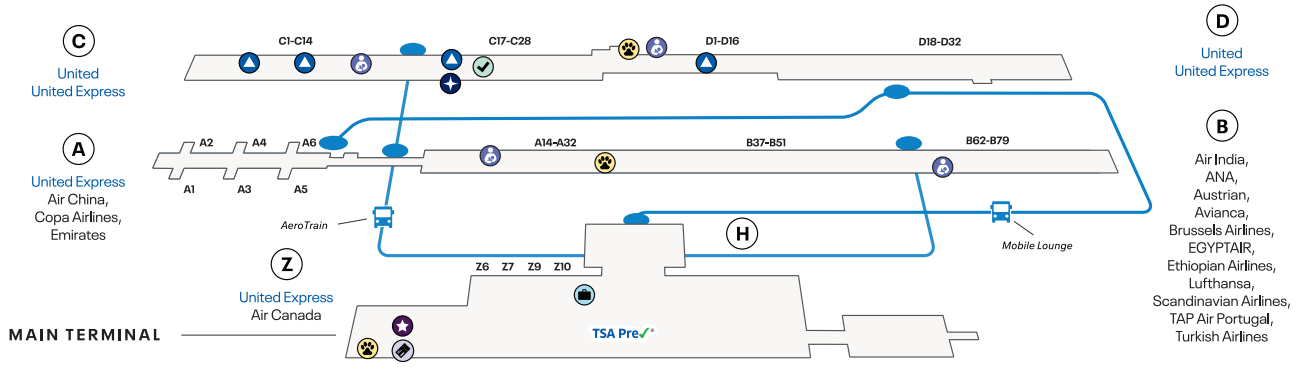 C
United
United Express
C1-C14
C17-C28
D1-D16
D18-D32
D
United
United Express
A
United Express
Air China,
Copa Airlines,
Emirates
A2
A4
A6
A1
A3
A5
A14-A32
B37-B51
B62-B79
B
Air India,
ANA,
Austrian,
Avianca,
Brussels Airlines,
EGYPTAIR,
Ethiopian Airlines,
Lufthansa,
Scandinavian Airlines,
TAP Air Portugal,
Turkish Airlines
AeroTrain
Mobile Lounge
H
Z
United Express
Air Canada
Z6
Z7
Z9
Z10
MAIN TERMINAL
TSA Pre✓®